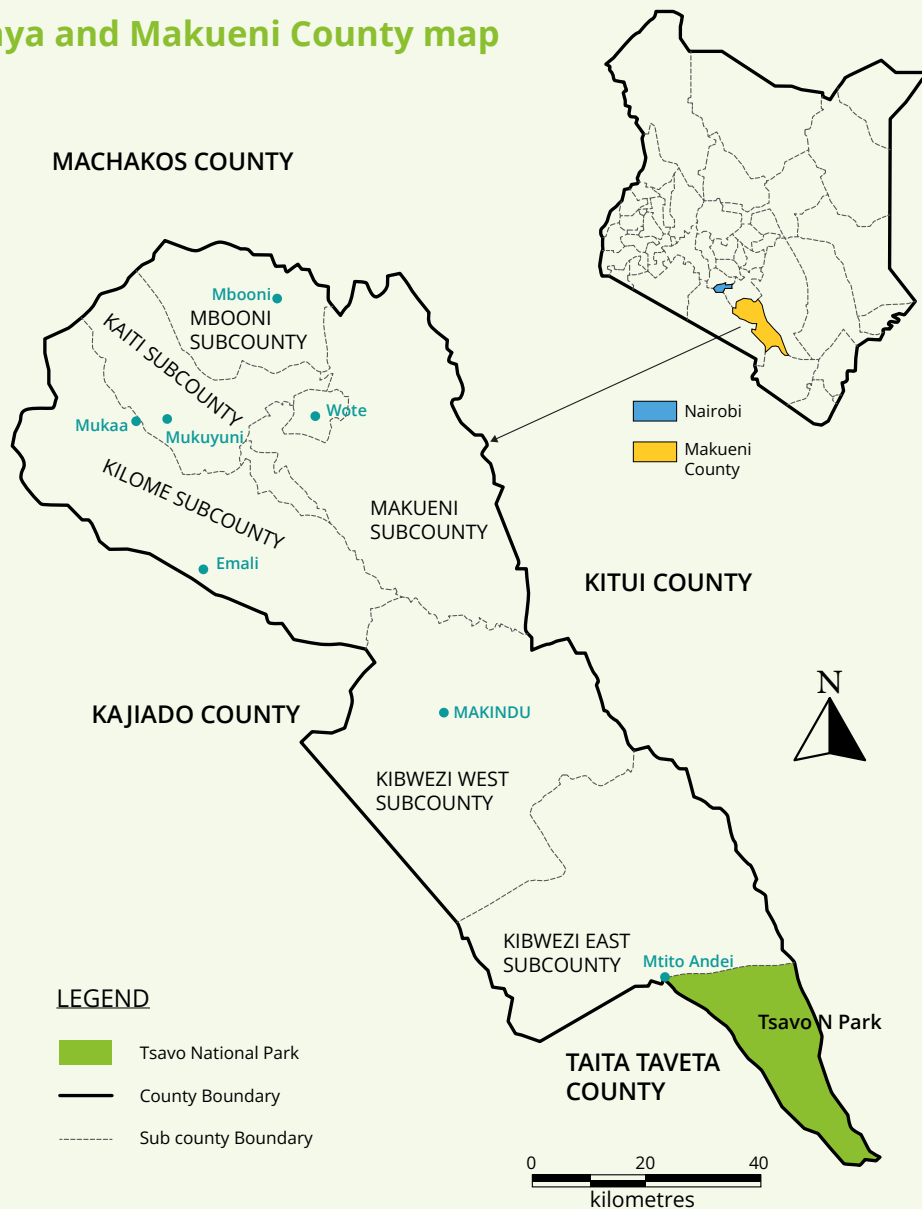 and Makueni County map
MACHAKOS COUNTY
Mbooni
MBOONI
SUBCOUNTY
KAITI SUBCOUNTY
Wote
Mukaa
Mukuyuni
KILOME SUBCOUNTY
MAKUENI
SUBCOUNTY
Emali
Nairobi
Makueni
County
KITUI COUNTY
N
KAJIADO COUNTY
MAKINDU
KIBWEZI WEST
SUBCOUNTY
KIBWEZI EAST
SUBCOUNTY
Mtito Andei
Tsavo N Park
TAITA TAVETA
COUNTY
LEGEND
Tsavo National Park
County Boundary
Sub county Boundary
0 20 40
kilometres